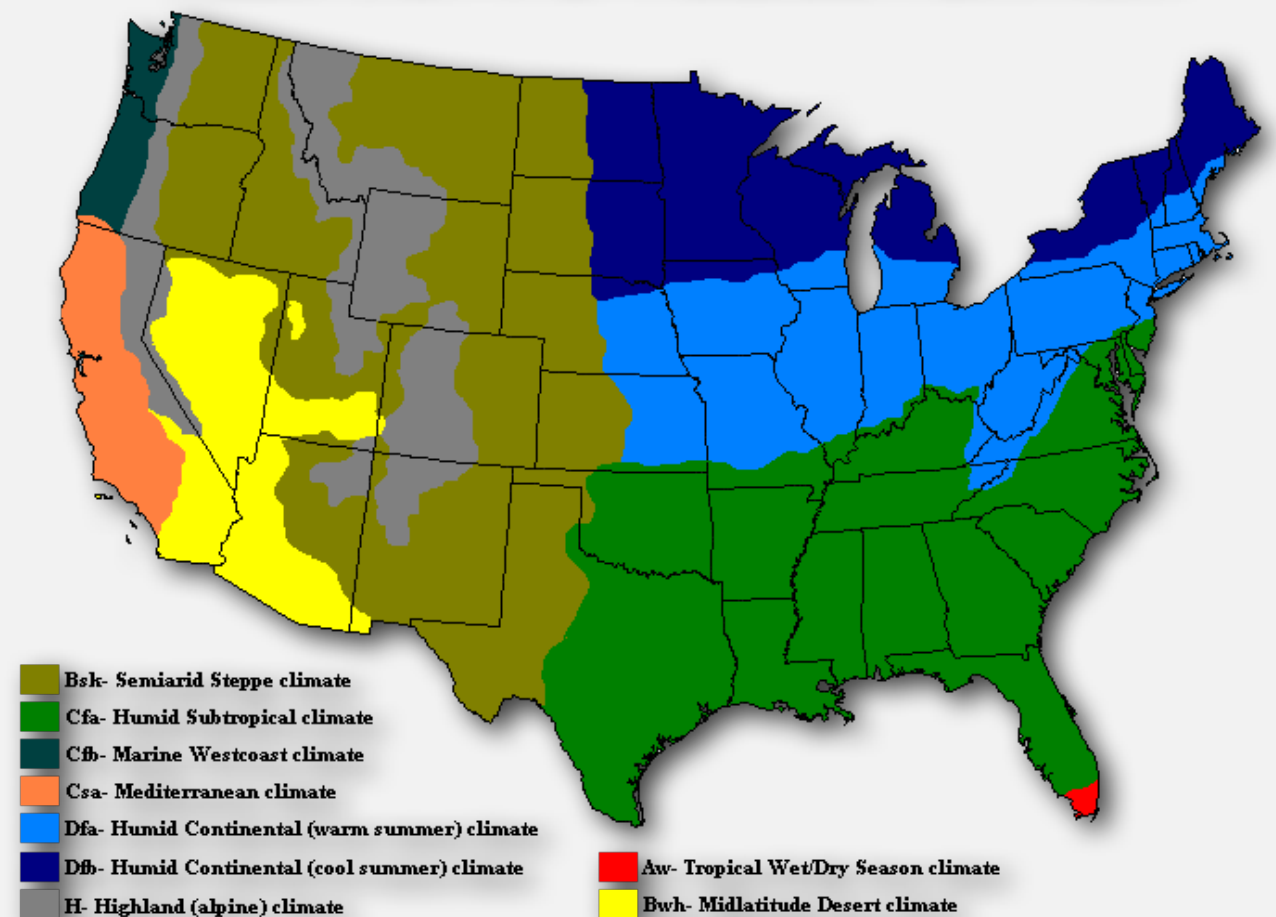 Bsk- Semiarid Steppe climate
Cfa- Humid Subtropical climate
Cfb- Marine Westcoast climate
Csa- Mediterranean climate
Dfa- Humid Continental (warm summer) climate
Dfb- Humid Continental (cool summer) climate
H- Highland (alpine) climate
Aw- Tropical Wet/Dry Season climate
Bwh- Midlatitude Desert climate